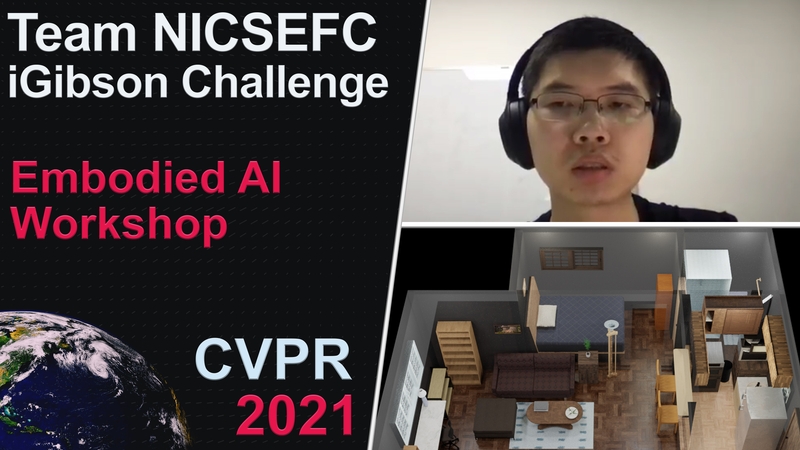 Team NICSEFC
iGibson Challenge
Embodied AI
Workshop
CVPR
2021